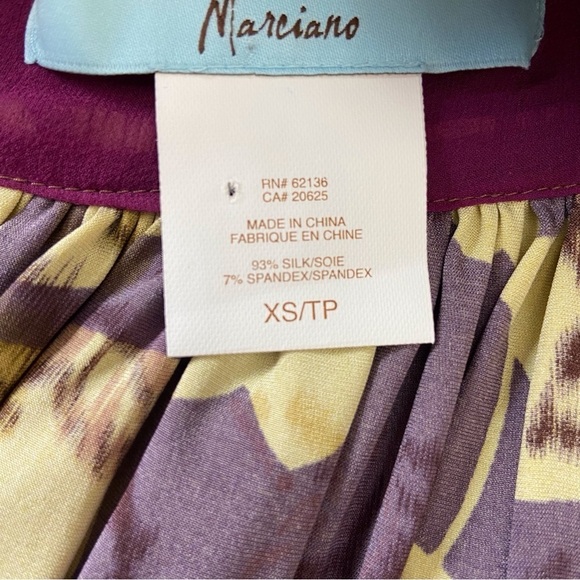 Marciano
RN# 62136
CA# 20625
MADE IN CHINA
FABRIQUE EN CHINE
93% SILK/SOIE
7% SPANDEX/SPANDEX
XS/TP